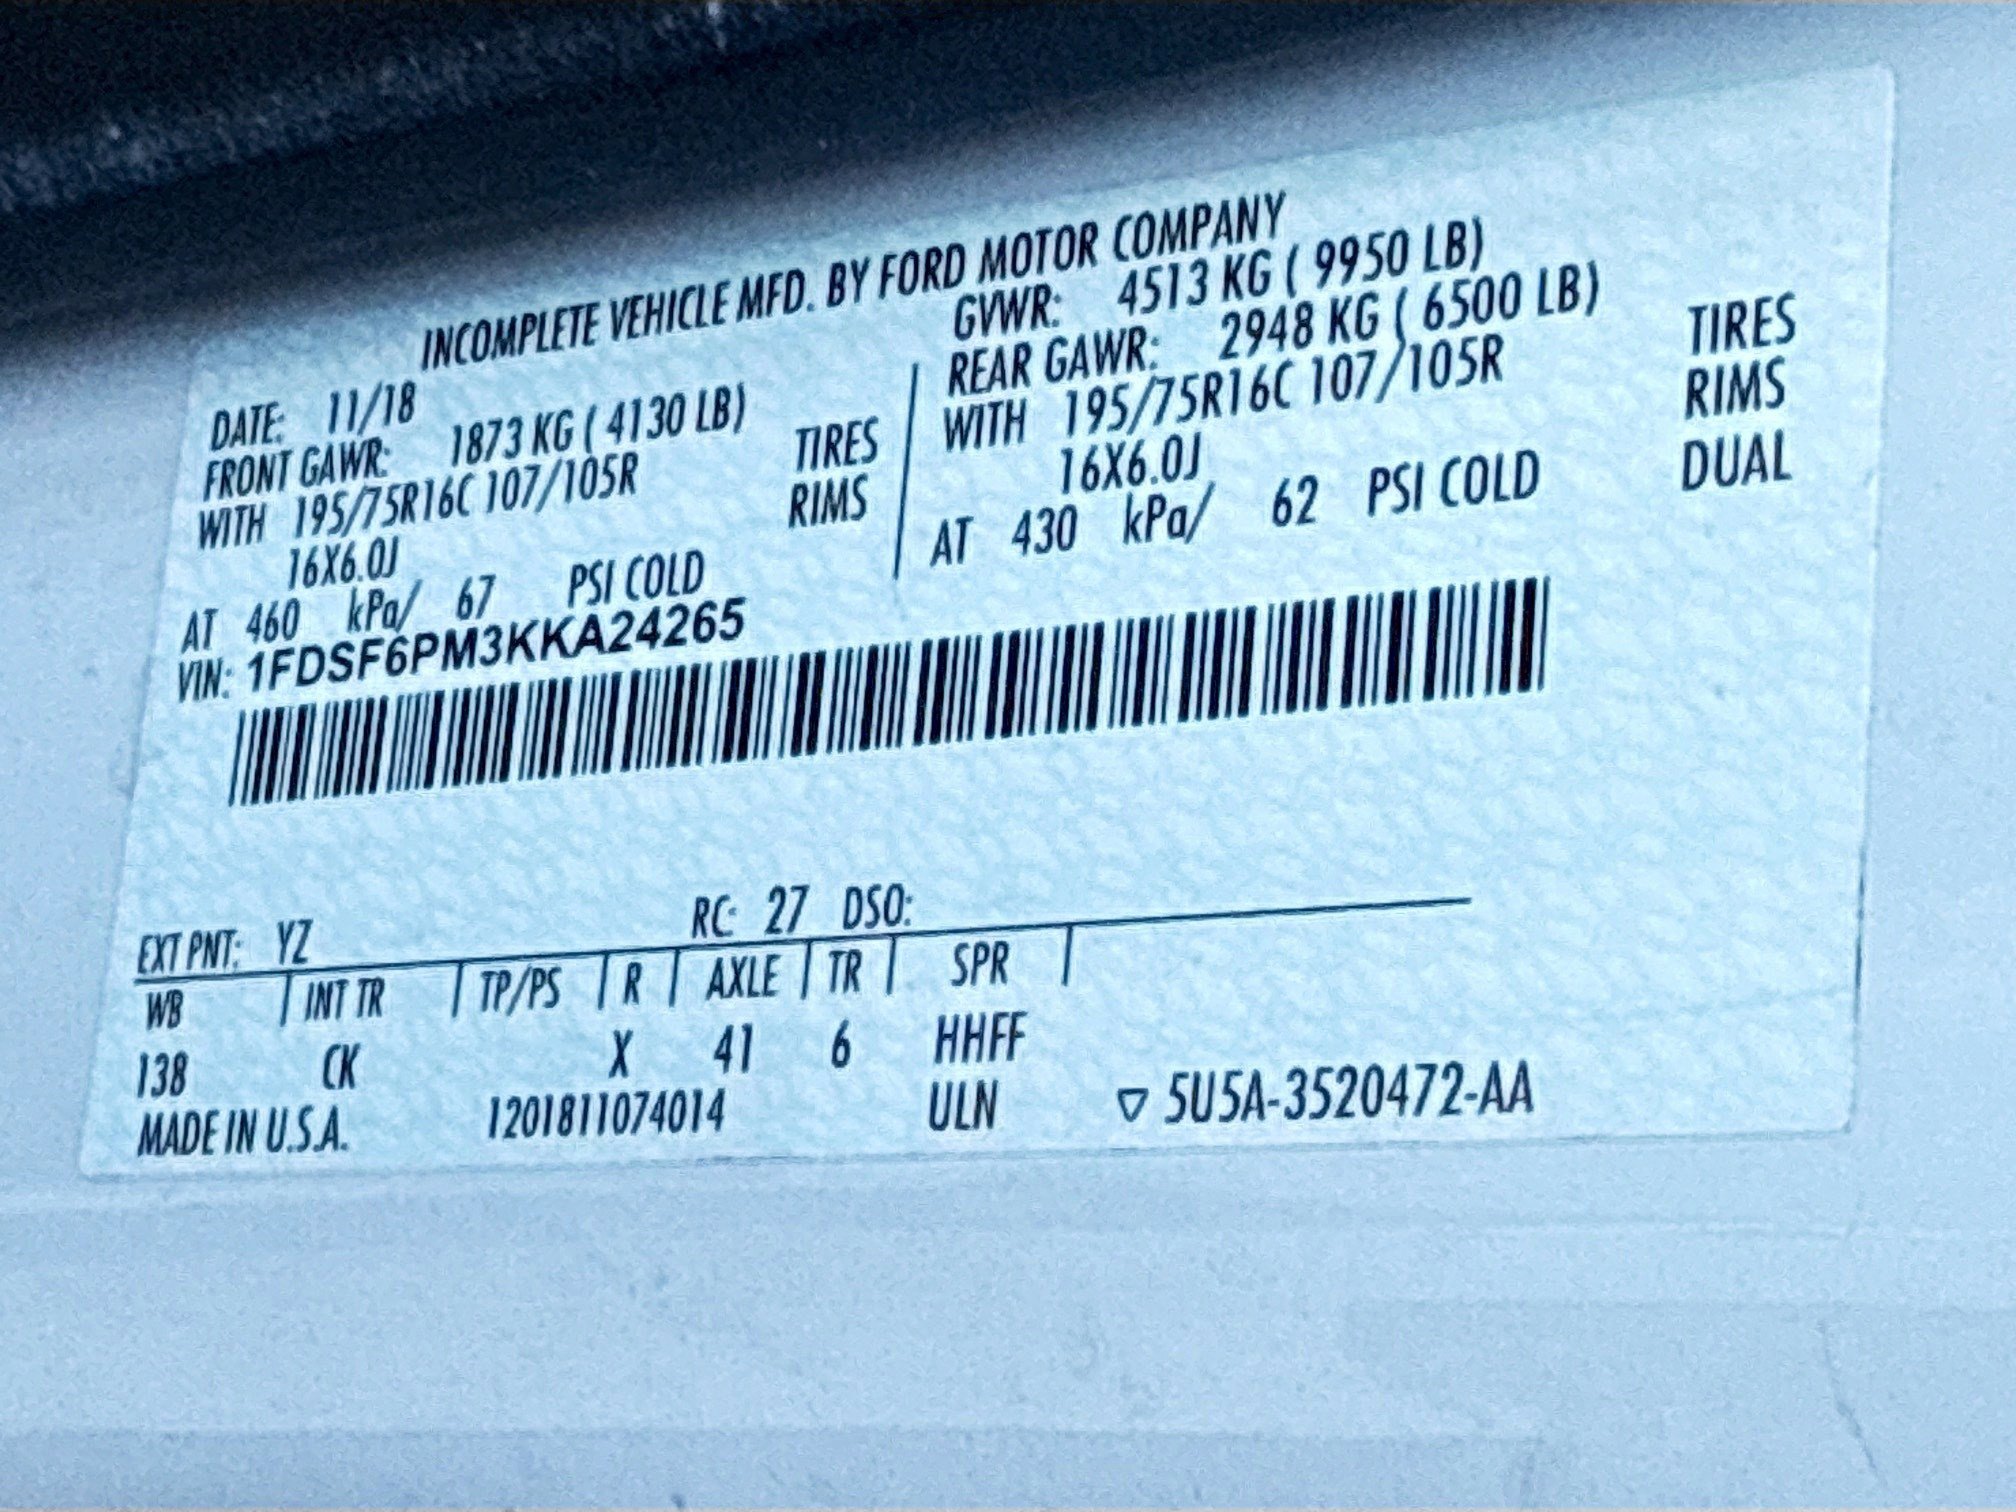 INCOMPLETE VEHICLE MFD. BY FORD MOTOR COMPANY
DATE: 11/18
FRONT GAWR: 1873 KG ( 4130 LB)
WITH 195/75R16C 107/105R TIRES
16X6.0J RIMS
AT 460 kPa/ 67 PSI COLD
GVWR: 4513 KG ( 9950 LB)
REAR GAWR: 2948 KG ( 6500 LB)
WITH 195/75R16C 107/105R TIRES
16X6.0J RIMS
AT 430 kPa/ 62 PSI COLD DUAL
VIN: 1FDSF6PM3KKA24265
EXT PNT: YZ RC: 27 DSO:
WB INT TR TP/PS R AXLE TR SPR
138 CK X 41 6 HHFF
MADE IN U.S.A. 1201811074014 ULN ▽ 5U5A-3520472-AA